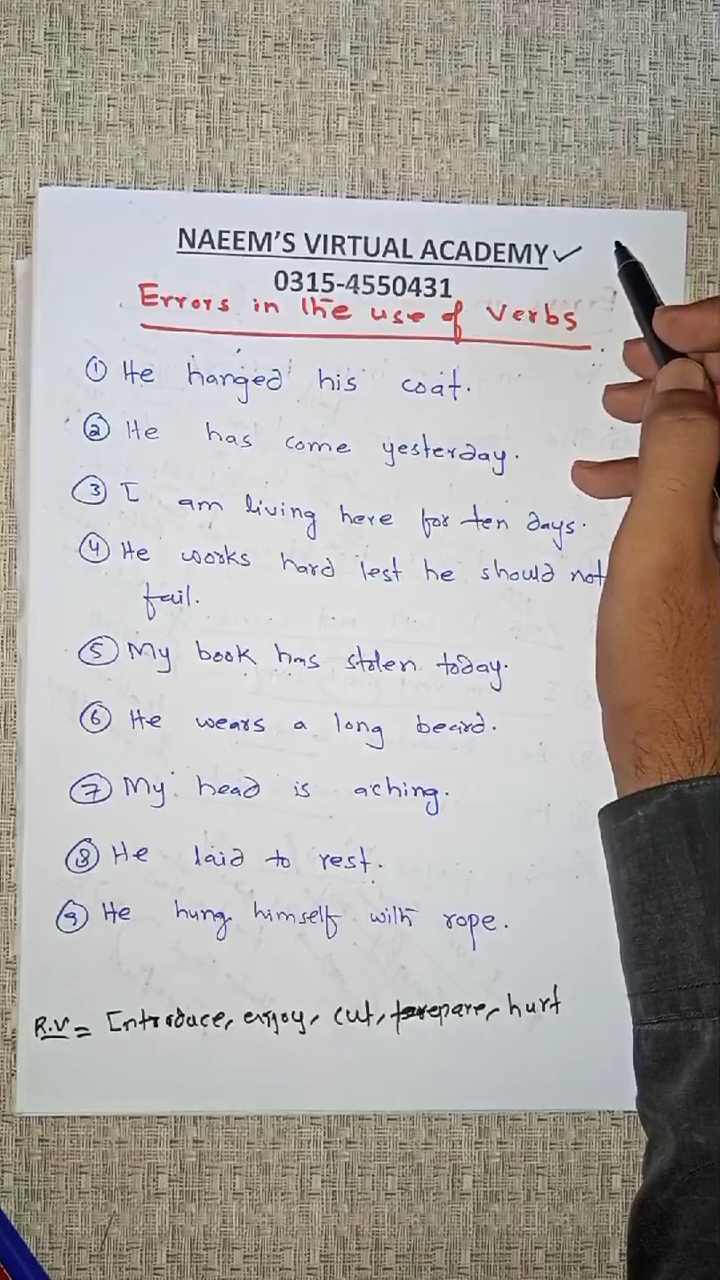 NAEEM'S VIRTUAL ACADEMY
0315-4550431
Errors in the use of verbs
① He hanged his coat.
② He has come yesterday.
③ I am living here for ten days.
④ He works hard lest he should not
fail.
⑤ My book has stolen today.
⑥ He wears a long beard.
⑦ My head is aching.
⑧ He laid to rest.
⑨ He hung himself with rope.
R.V = Introduce, enjoy, cut, prepare, hurt